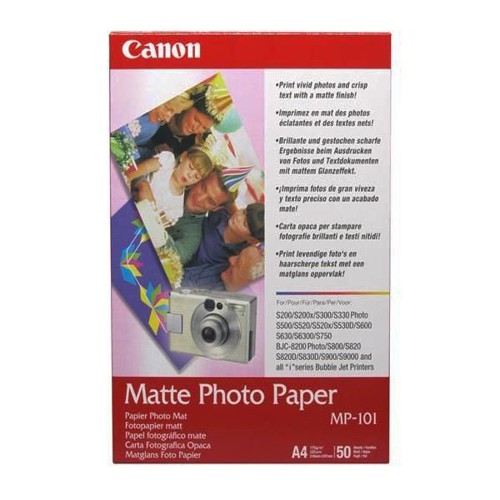 Canon
•Print vivid photos and crisp
text with a matte finish!
•Imprimez en mat des photos
éclatantes et des textes nets!
•Brillante und gestochen scharfe
Ergebnisse beim Ausdrucken
von Fotos und Textdokumenten
mit mattem Glanzeffekt.
•¡Imprima fotos de gran viveza
y texto preciso con un acabado
mate!
•Carta opaca per stampare
fotografie brillanti e testi nitidi!
•Print levendige foto's en
haarscherpe tekst met een
matglans oppervlak!
For/Pour/Für/Para/Per/Voor:
S200/S200x/S300/S330 Photo
S500/S520/S520x/S530D/S600
S630/S6300/S750
BJC-8200 Photo/S800/S820
S820D/S830D/S900/S9000 and
all "i" series Bubble Jet Printers
Canon
Matte Photo Paper
MP-101
Papier Photo Mat
Fotopapier matt
Papel fotográfico mate
Carta Fotografica Opaca
Matglans Foto Papier
A4
50